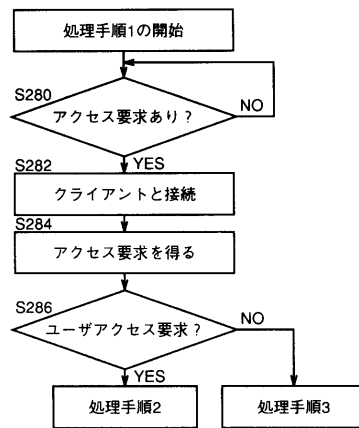 処理手順1の開始
S280
アクセス要求あり?
NO
YES
S282
クライアントと接続
S284
アクセス要求を得る
S286
ユーザアクセス要求?
NO
YES
処理手順2
処理手順3